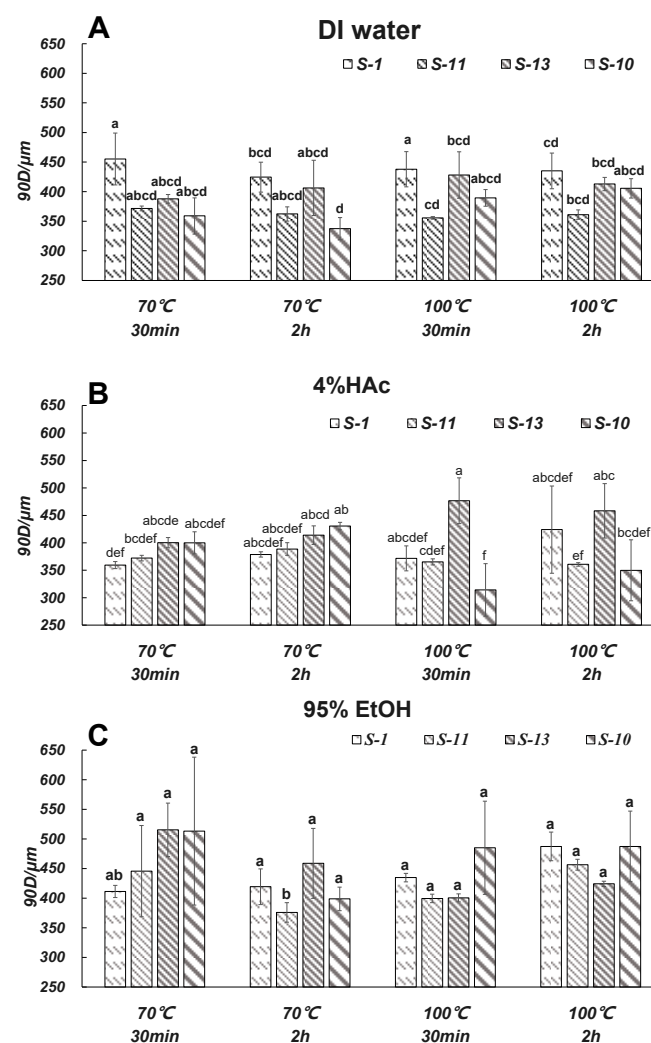 A
DI water
S-1 S-11 S-13 S-10
90D/μm
650
600
550
500
450
400
350
300
250
a abcd abcd abcd
bcd abcd abcd d
a cd bcd abcd
cd bcd bcd abcd
70℃ 70℃ 100℃ 100℃
30min 2h 30min 2h
B
4%HAc
S-1 S-11 S-13 S-10
90D/μm
650
600
550
500
450
400
350
300
250
def bcdef abcde abcdef
abcdef abcdef abcd ab
abcdef cdef a f
abcdef ef abc bcdef
70℃ 70℃ 100℃ 100℃
30min 2h 30min 2h
C
95% EtOH
S-1 S-11 S-13 S-10
90D/μm
650
600
550
500
450
400
350
300
250
ab a a a
a b a a
a a a a
a a a a
70℃ 70℃ 100℃ 100℃
30min 2h 30min 2h